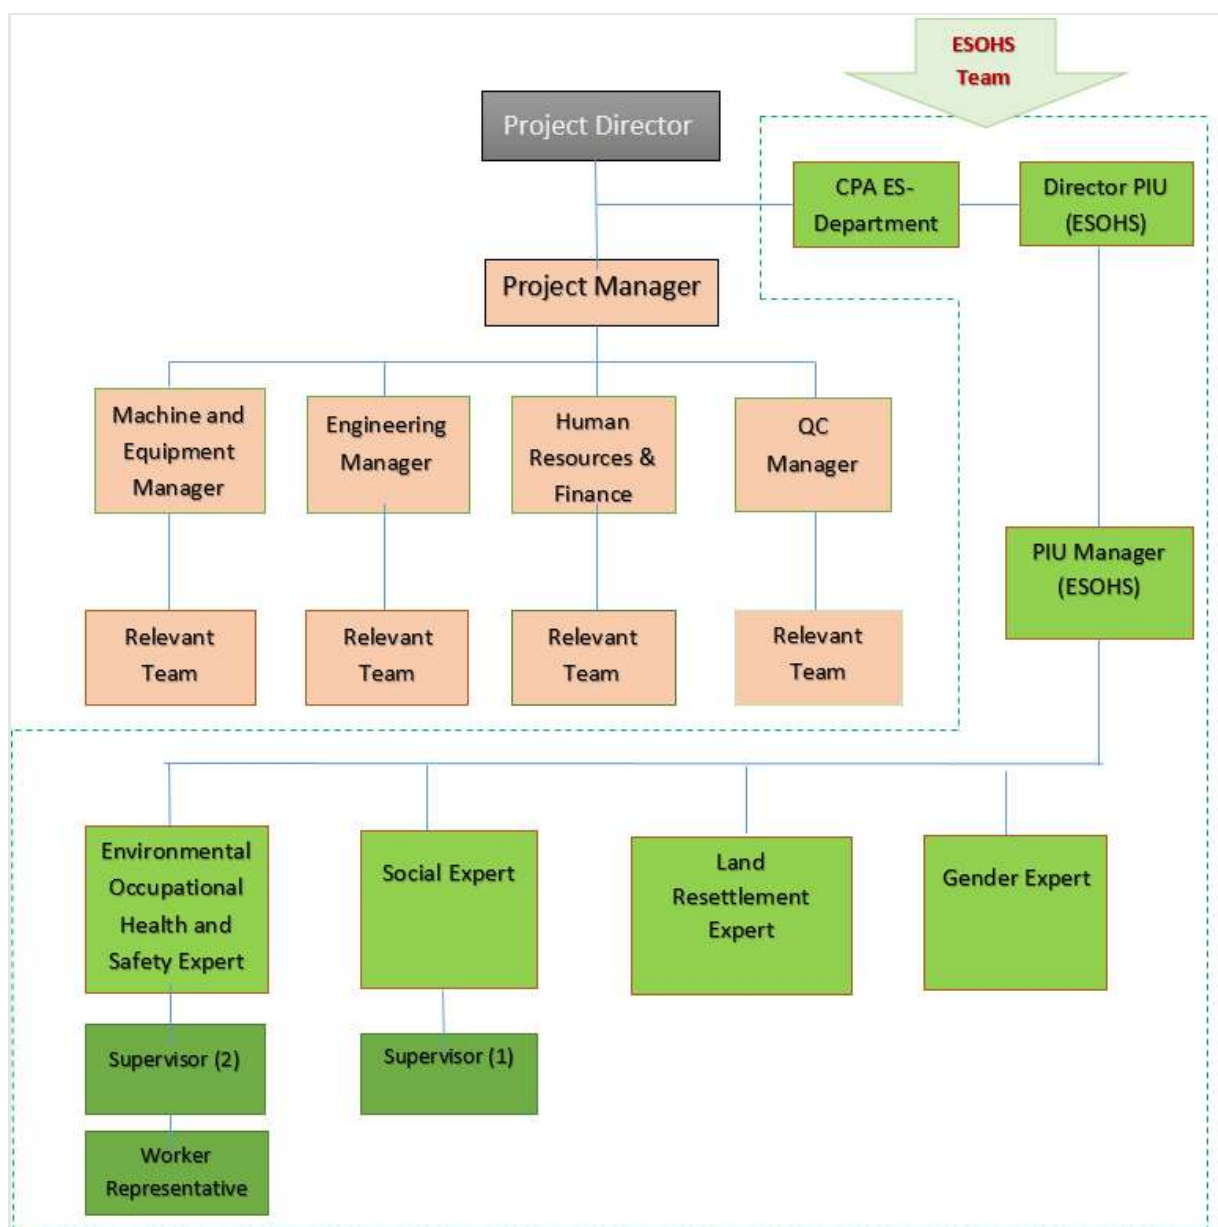 ESOHS
Team
Project Director
CPA ES-
Department
Director PIU
(ESOHS)
Project Manager
Machine and
Equipment
Manager
Engineering
Manager
Human
Resources &
Finance
QC
Manager
PIU Manager
(ESOHS)
Relevant
Team
Relevant
Team
Relevant
Team
Relevant
Team
Environmental
Occupational
Health and
Safety Expert
Social Expert
Land
Resettlement
Expert
Gender Expert
Supervisor (2)
Supervisor (1)
Worker
Representative